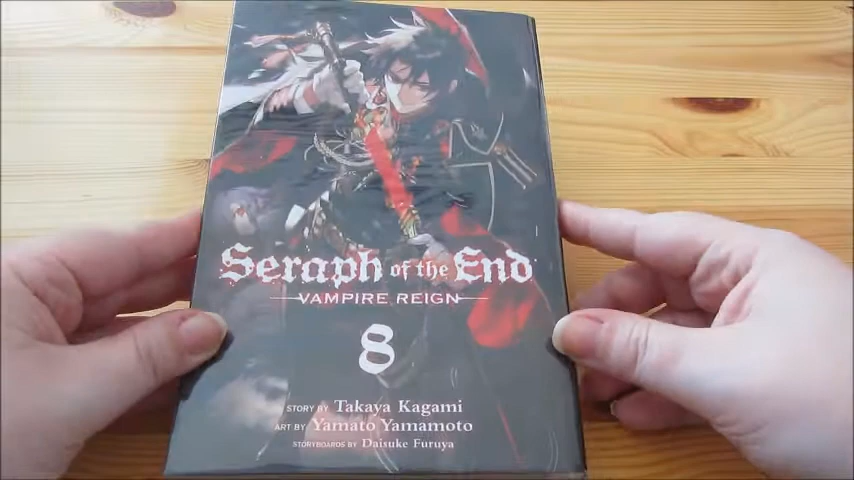 Seraph of the End
VAMPIRE REIGN
8
STORY BY Takaya Kagami
ART BY Yamato Yamamoto
STORYBOARDS BY Daisuke Furuya